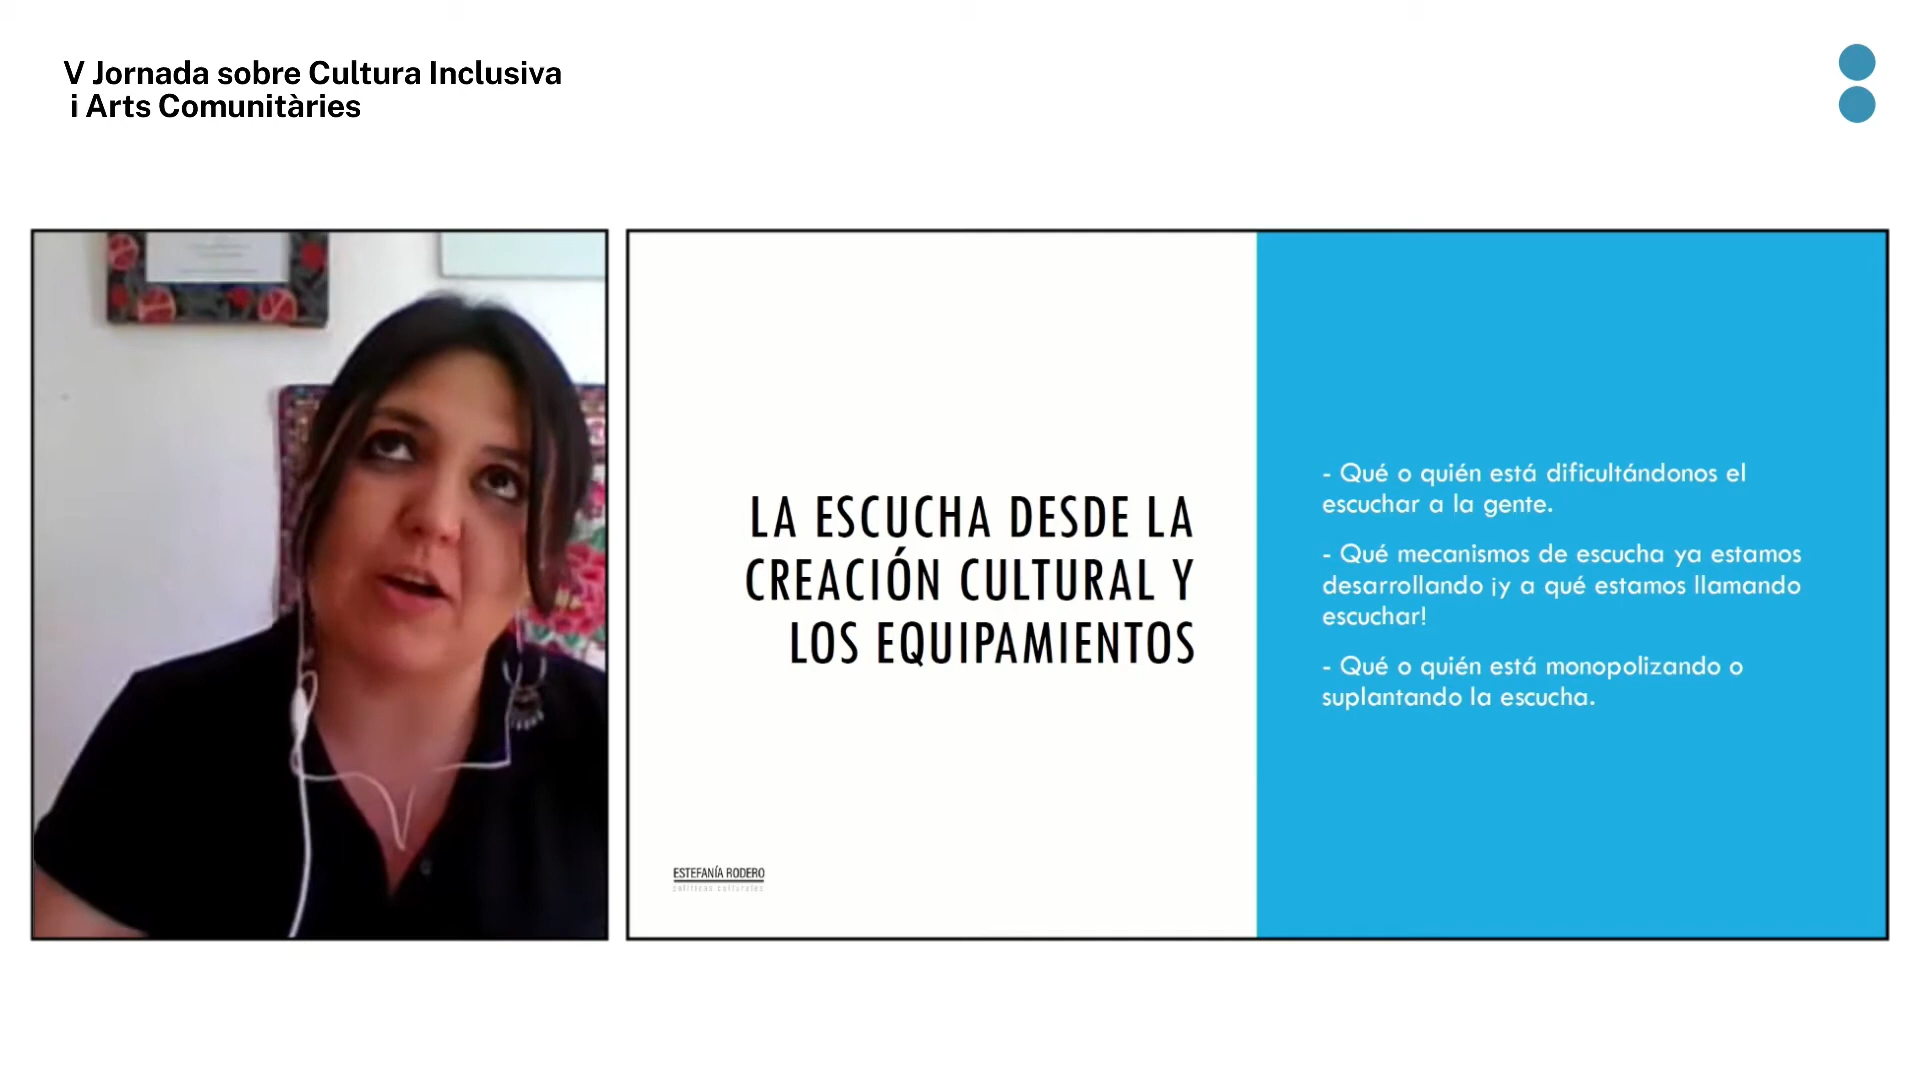 V Jornada sobre Cultura Inclusiva
i Arts Comunitàries
LA ESCUCHA DESDE LA
CREACIÓN CULTURAL Y
LOS EQUIPAMIENTOS
- Qué o quién está dificultándonos el
escuchar a la gente.
- Qué mecanismos de escucha ya estamos
desarrollando ¡y a qué estamos llamando
escuchar!
- Qué o quién está monopolizando o
suplantando la escucha.
ESTEFANÍA RODERO
políticas culturales